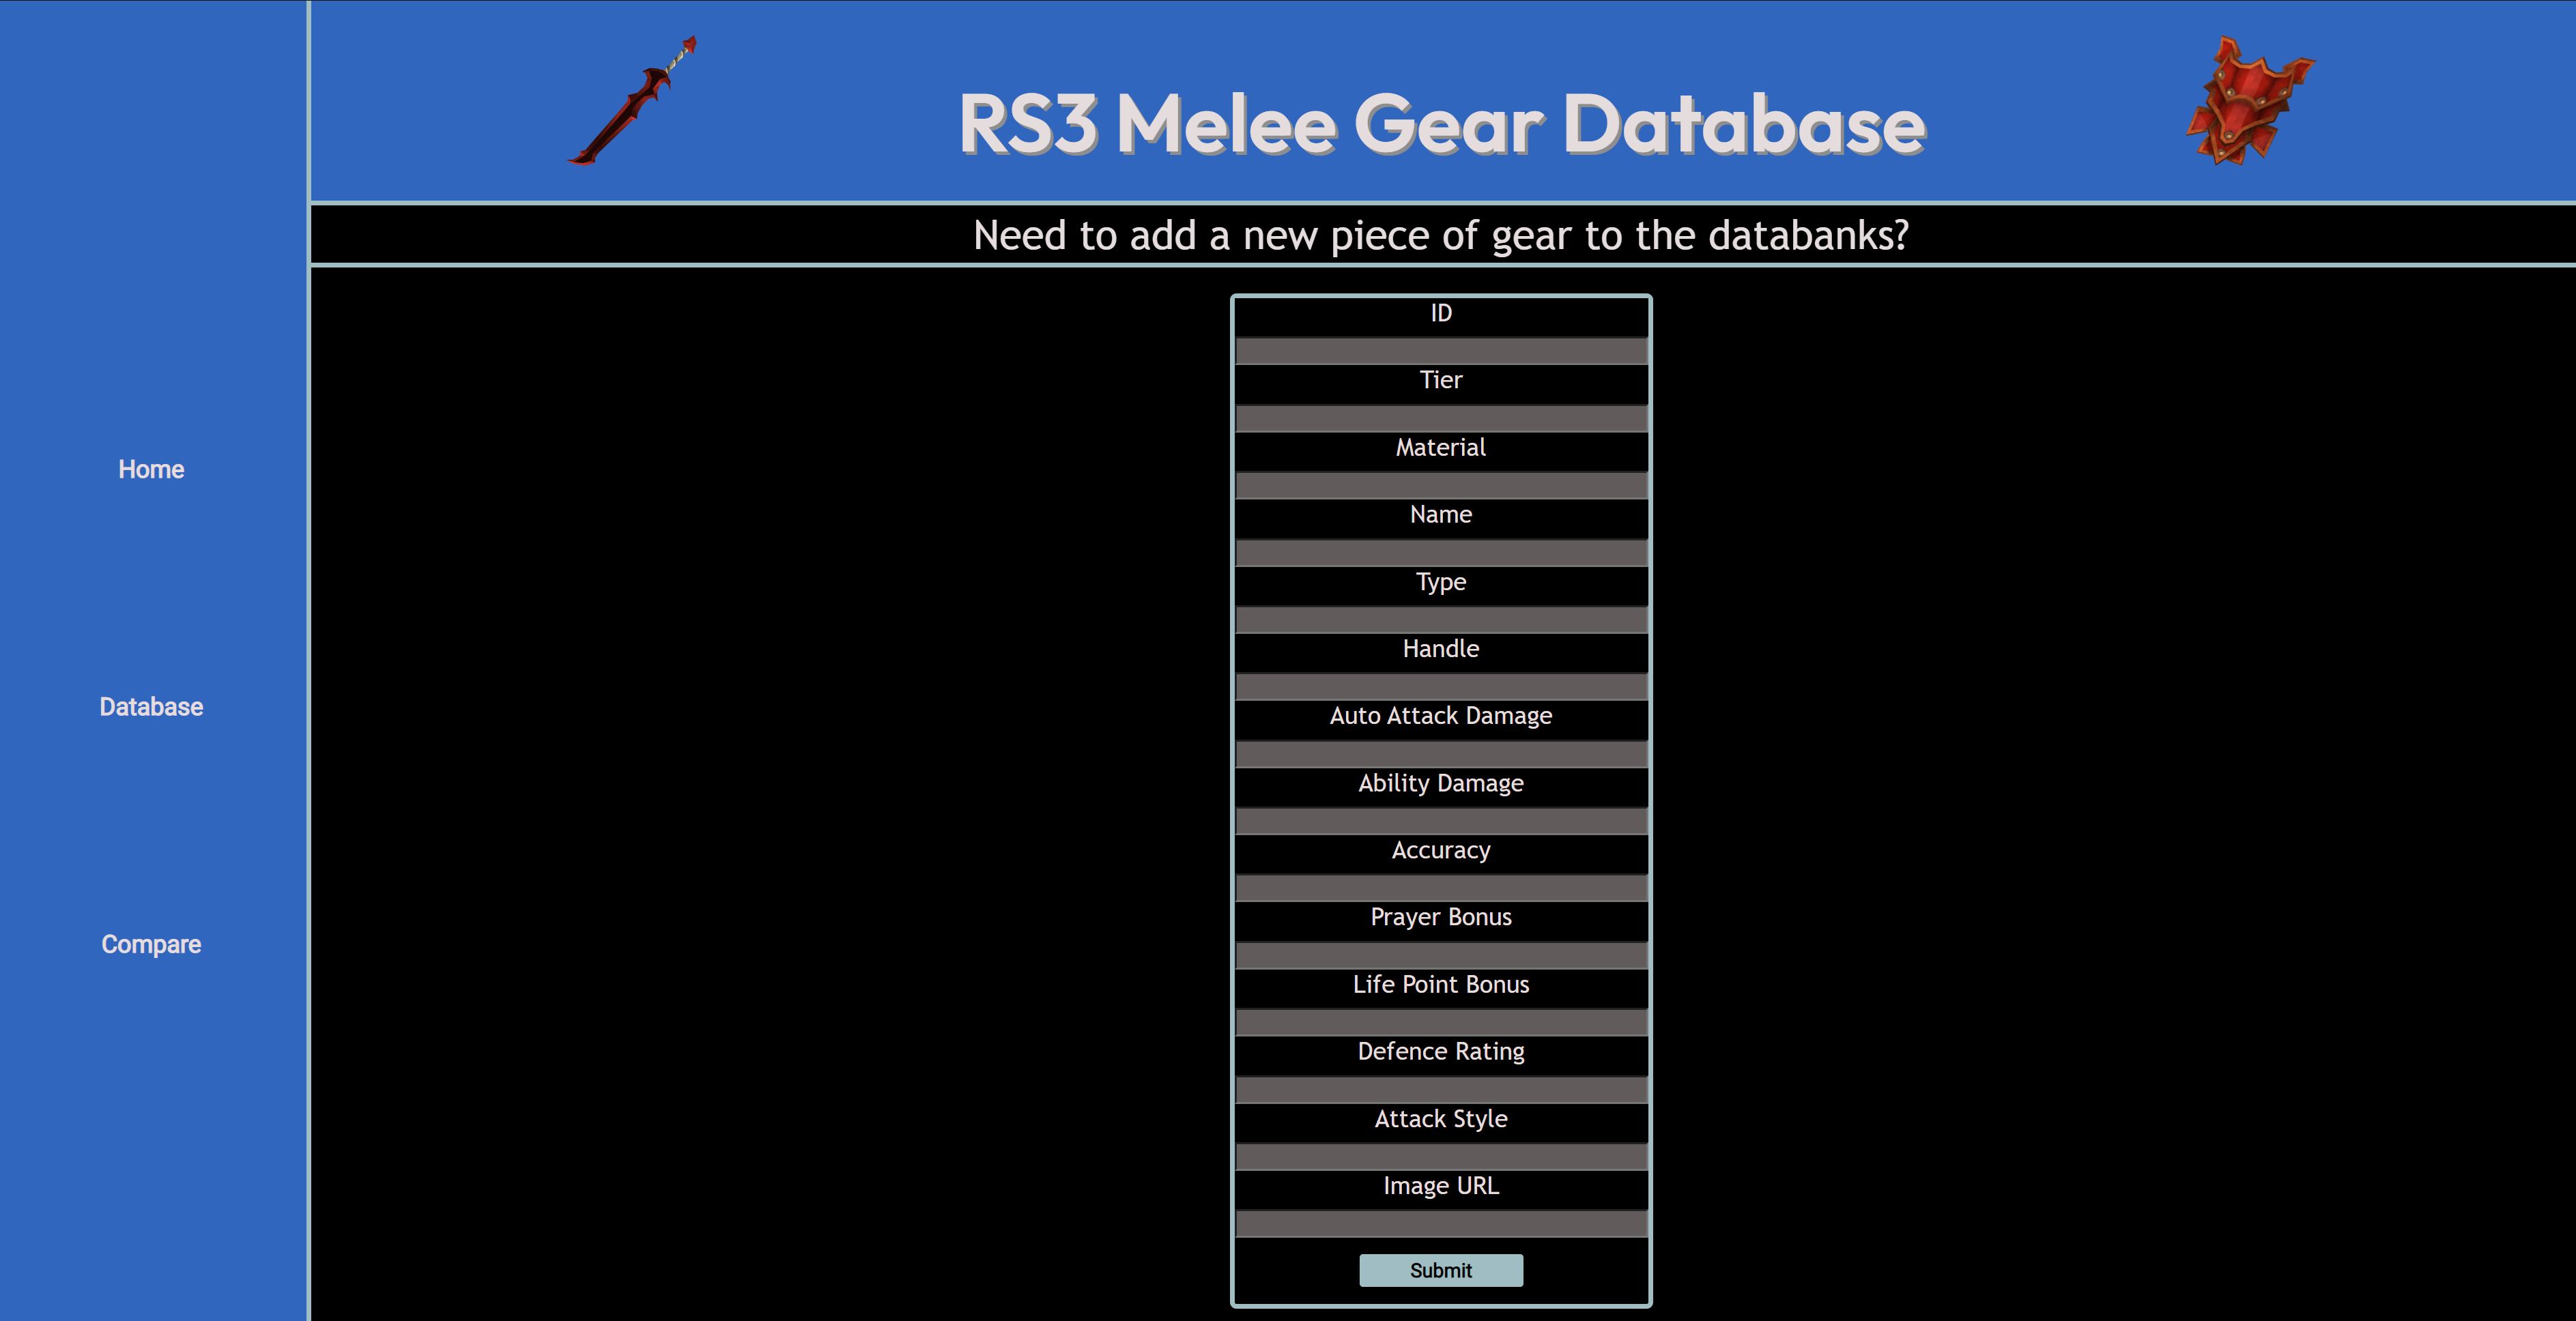 RS3 Melee Gear Database
Need to add a new piece of gear to the databanks?
Home
Database
Compare
ID
Tier
Material
Name
Type
Handle
Auto Attack Damage
Ability Damage
Accuracy
Prayer Bonus
Life Point Bonus
Defence Rating
Attack Style
Image URL
Submit